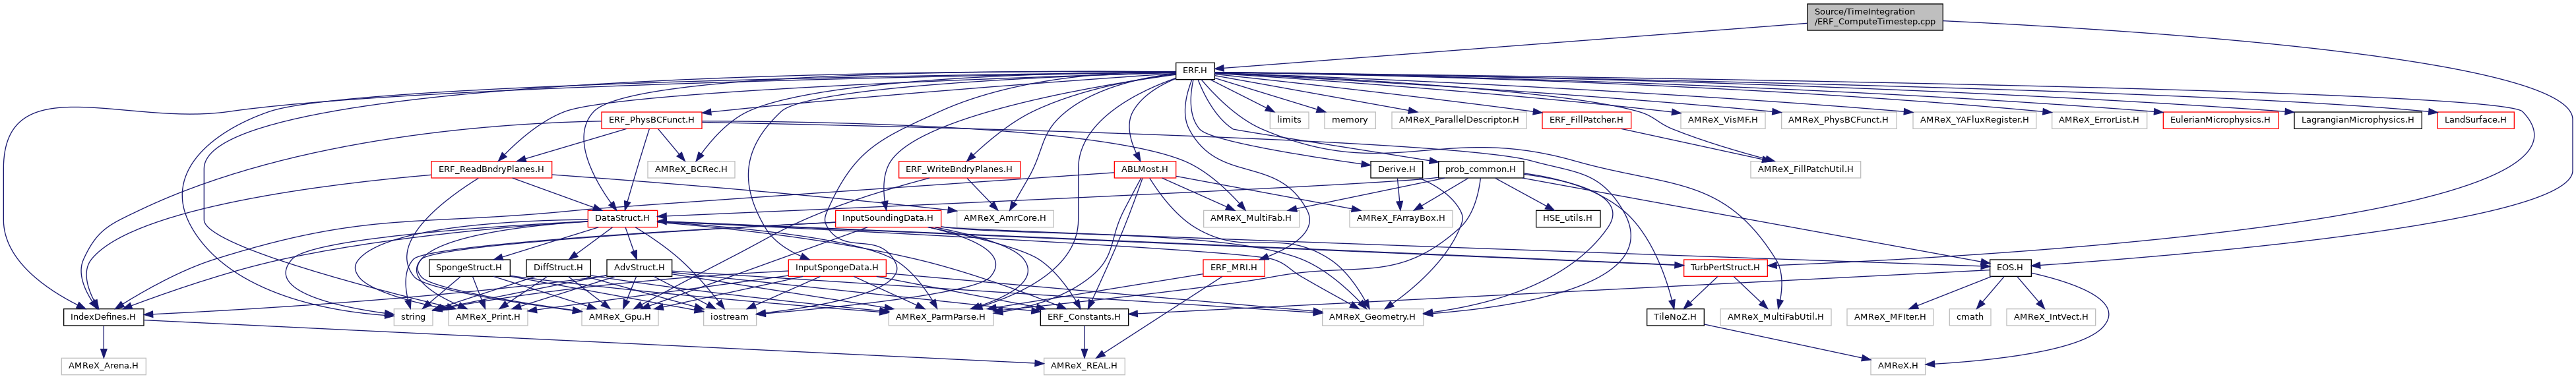 Source/TimeIntegration
/ERF_ComputeTimestep.cpp
ERF.H
ERF_PhysBCFunct.H
limits
memory
AMReX_ParallelDescriptor.H
ERF_FillPatcher.H
AMReX_VisMF.H
AMReX_PhysBCFunct.H
AMReX_YAFluxRegister.H
AMReX_ErrorList.H
EulerianMicrophysics.H
LagrangianMicrophysics.H
LandSurface.H
ERF_ReadBndryPlanes.H
AMReX_BCRec.H
ERF_WriteBndryPlanes.H
ABLMost.H
Derive.H
prob_common.H
AMReX_FillPatchUtil.H
DataStruct.H
InputSoundingData.H
AMReX_AmrCore.H
AMReX_MultiFab.H
AMReX_FArrayBox.H
HSE_utils.H
SpongeStruct.H
DiffStruct.H
AdvStruct.H
InputSpongeData.H
ERF_MRI.H
TurbPertStruct.H
EOS.H
IndexDefines.H
string
AMReX_Print.H
AMReX_Gpu.H
iostream
AMReX_ParmParse.H
ERF_Constants.H
AMReX_Geometry.H
TileNoZ.H
AMReX_MultiFabUtil.H
AMReX_MFIter.H
cmath
AMReX_IntVect.H
AMReX_Arena.H
AMReX_REAL.H
AMReX.H